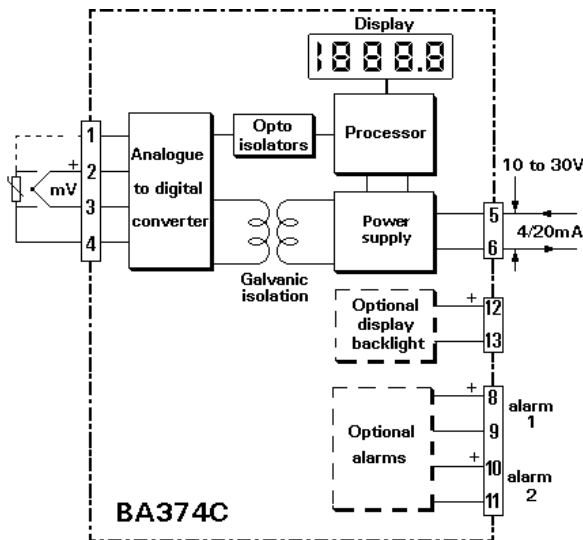 Display
18888.8
1
2
3
4
+
mV
Analogue
to digital
converter
Opto
isolators
Processor
Galvanic
isolation
Power
supply
5
6
10 to 30V
4/20mA
Optional
display
backlight
+
12
13
Optional
alarms
+
8
9
+
10
11
alarm
1
alarm
2
BA374C